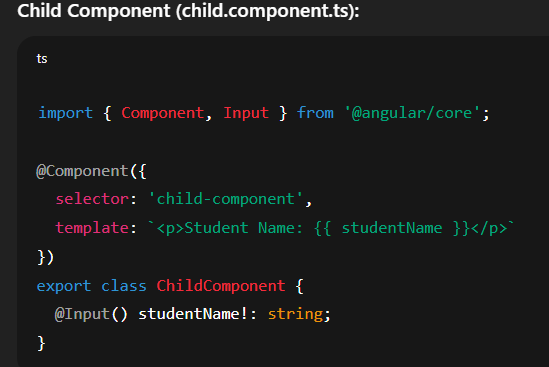 Child Component (child.component.ts):
ts
import { Component, Input } from '@angular/core';
@Component({
  selector: 'child-component',
  template: `<p>Student Name: {{ studentName }}</p>`
})
export class ChildComponent {
  @Input() studentName!: string;
}